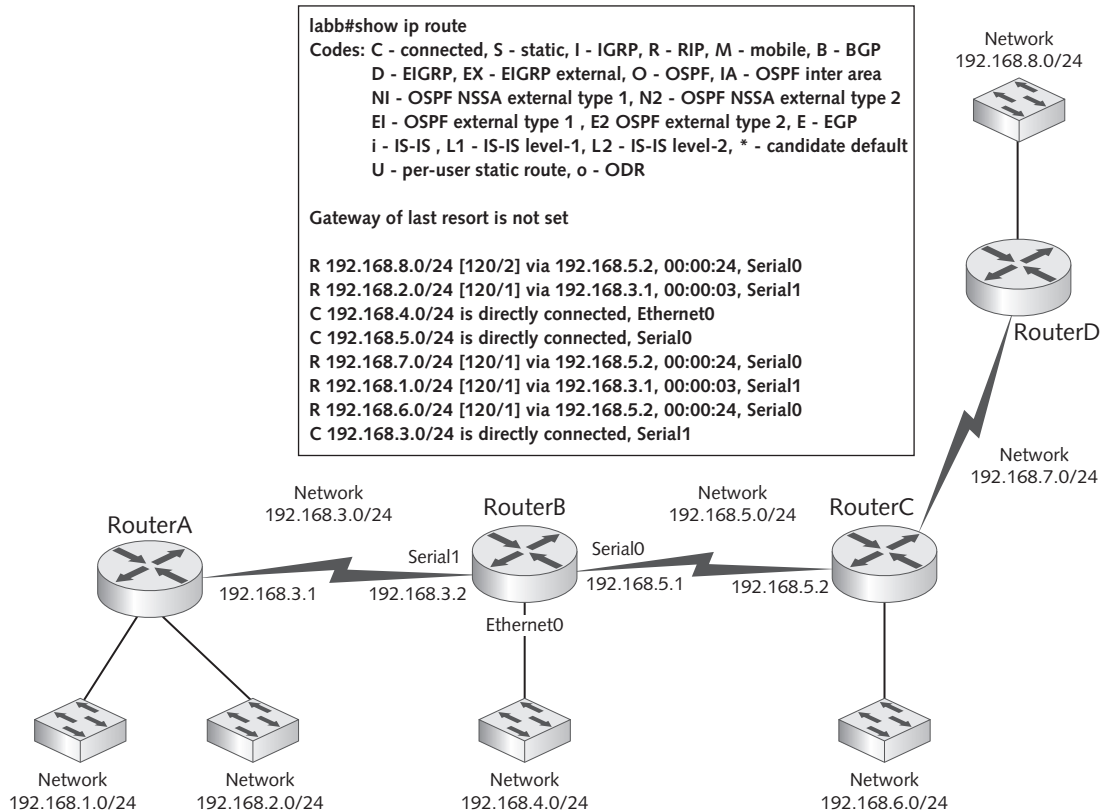 labb#show ip route
Codes: C - connected, S - static, I - IGRP, R - RIP, M - mobile, B - BGP
D - EIGRP, EX - EIGRP external, O - OSPF, IA - OSPF inter area
NI - OSPF NSSA external type 1, N2 - OSPF NSSA external type 2
EI - OSPF external type 1 , E2 OSPF external type 2, E - EGP
i - IS-IS , L1 - IS-IS level-1, L2 - IS-IS level-2, * - candidate default
U - per-user static route, o - ODR
Gateway of last resort is not set
R 192.168.8.0/24 [120/2] via 192.168.5.2, 00:00:24, Serial0
R 192.168.2.0/24 [120/1] via 192.168.3.1, 00:00:03, Serial1
C 192.168.4.0/24 is directly connected, Ethernet0
C 192.168.5.0/24 is directly connected, Serial0
R 192.168.7.0/24 [120/1] via 192.168.5.2, 00:00:24, Serial0
R 192.168.1.0/24 [120/1] via 192.168.3.1, 00:00:03, Serial1
R 192.168.6.0/24 [120/1] via 192.168.5.2, 00:00:24, Serial0
C 192.168.3.0/24 is directly connected, Serial1
Network
192.168.8.0/24
RouterD
Network
192.168.7.0/24
RouterA
Network
192.168.3.0/24
RouterB
Network
192.168.5.0/24
RouterC
Serial1
Serial0
192.168.3.1
192.168.3.2
192.168.5.1
192.168.5.2
Ethernet0
Network
192.168.1.0/24
Network
192.168.2.0/24
Network
192.168.4.0/24
Network
192.168.6.0/24